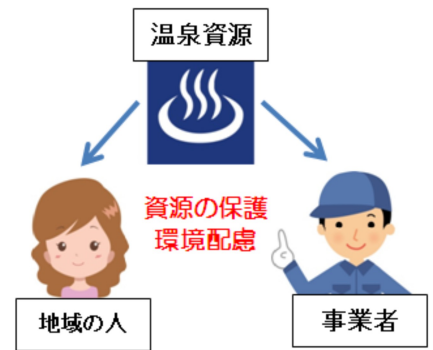 温泉資源
資源の保護
環境配慮
地域の人
事業者